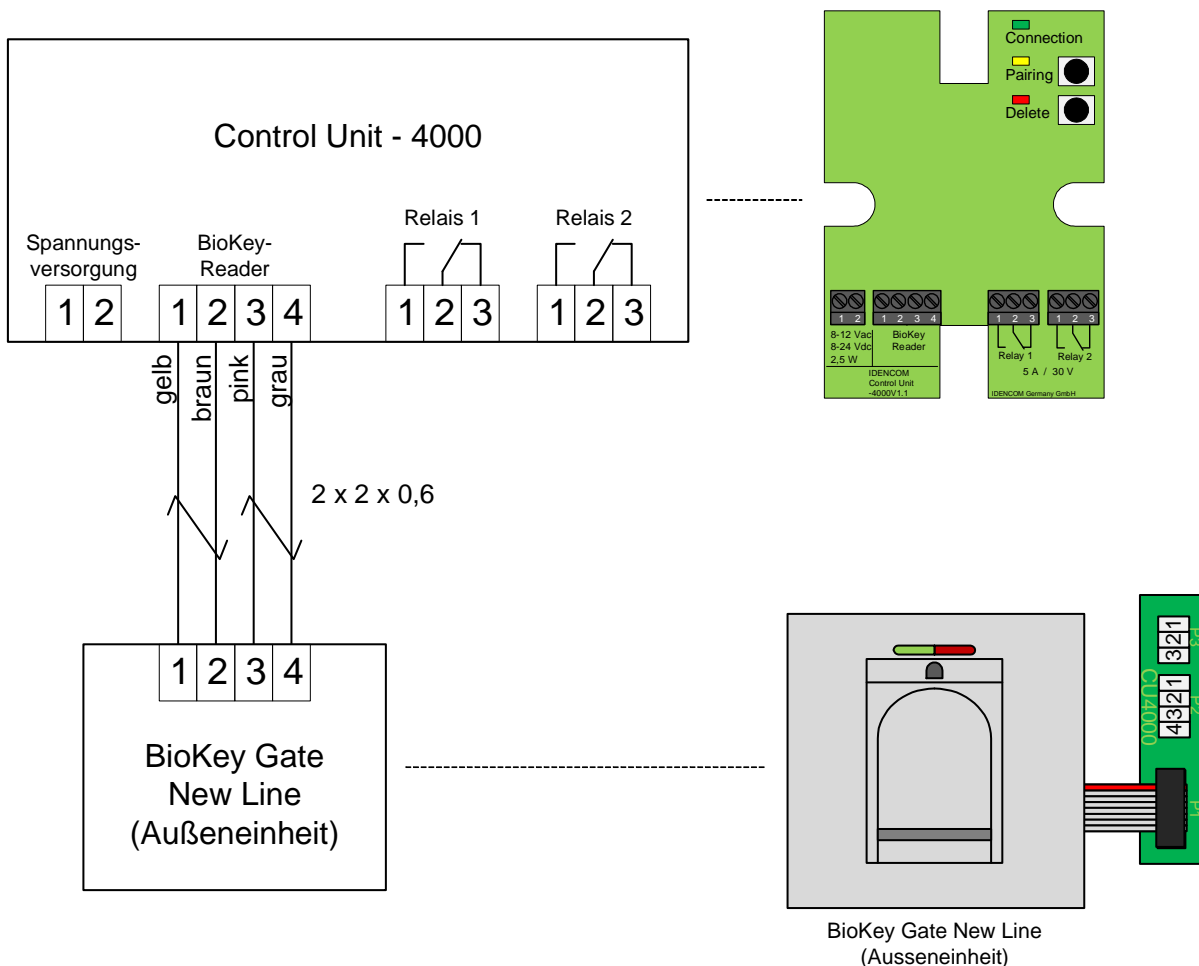 Control Unit - 4000
Spannungs-
versorgung
BioKey-
Reader
Relais 1
Relais 2
1 2
1 2 3 4
1 2 3
1 2 3
gelb
braun
pink
grau
2 x 2 x 0,6
1 2 3 4
BioKey Gate
New Line
(Außeneinheit)
Connection
Pairing
Delete
1 2
1 2 3 4
1 2 3
1 2 3
8-12 Vac
8-24 Vdc
2,5 W
BioKey
Reader
Relay 1
Relay 2
5 A / 30 V
IDENCOM
Control Unit
-4000V1.1
IDENCOM Germany GmbH
P3
321
P2
4321
CU4000
P1
BioKey Gate New Line
(Ausseneinheit)